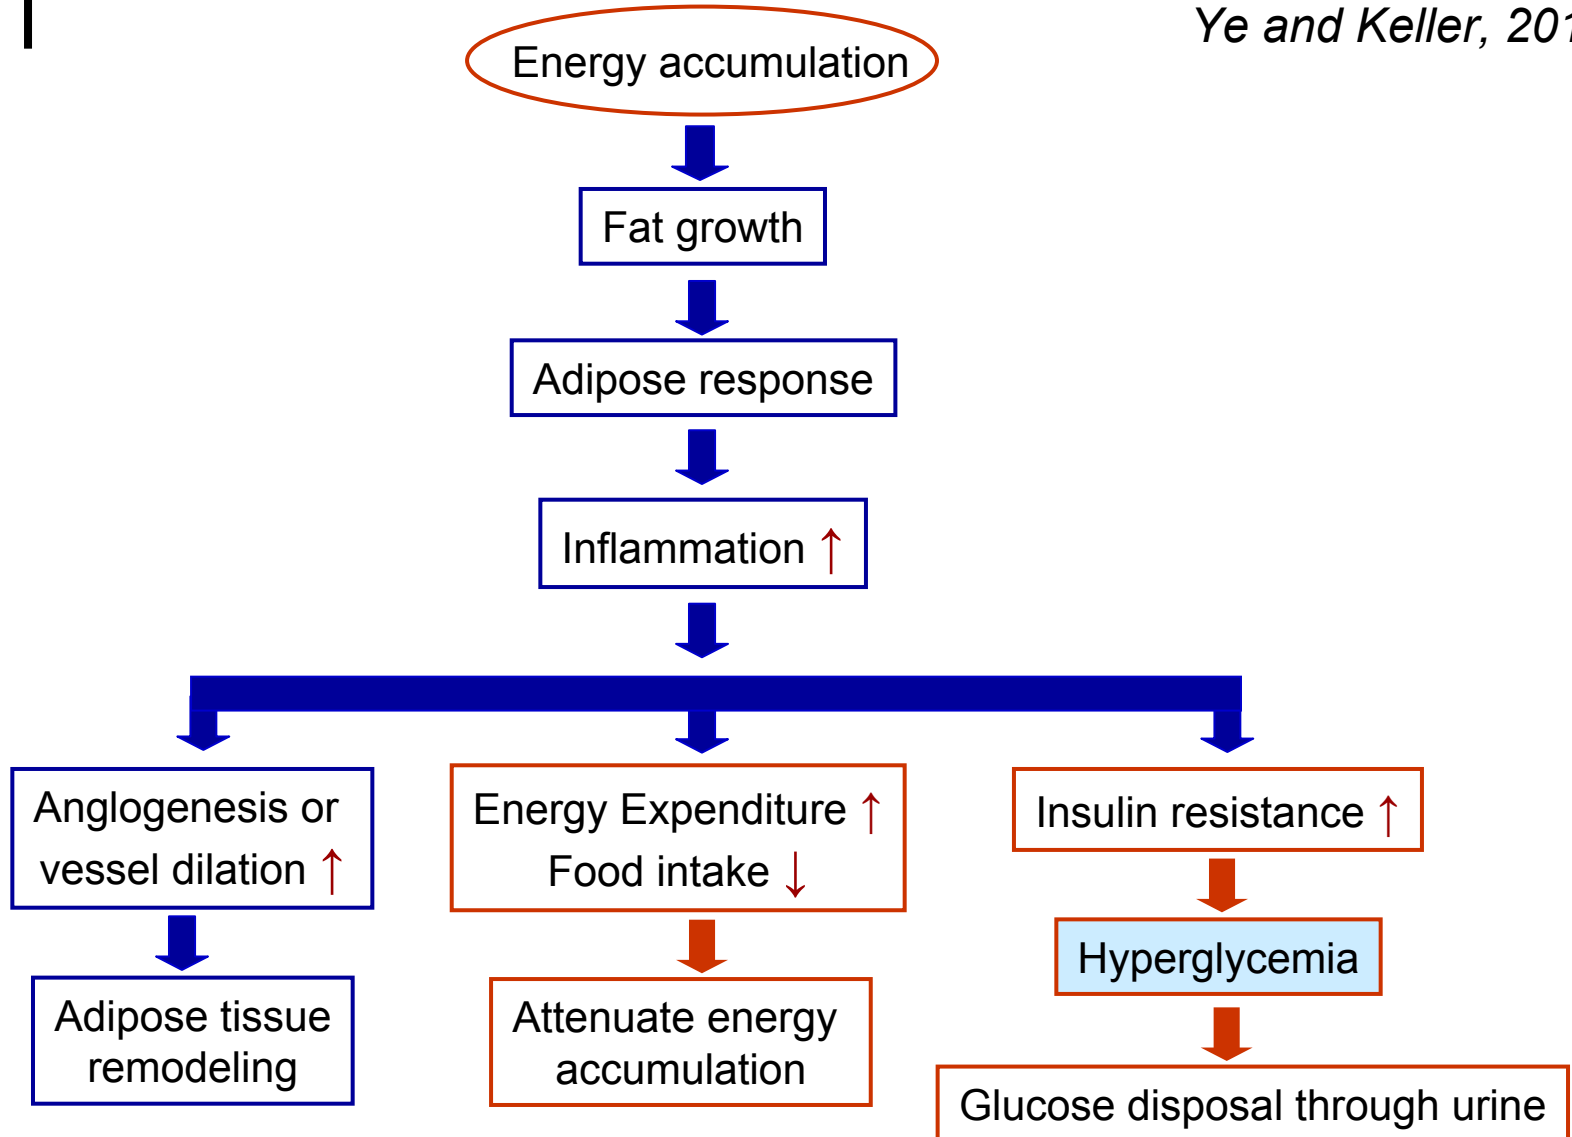 Ye and Keller, 201
Energy accumulation
Fat growth
Adipose response
Inflammation ↑
Anglogenesis or
vessel dilation ↑
Energy Expenditure ↑
Food intake ↓
Insulin resistance ↑
Adipose tissue
remodeling
Attenuate energy
accumulation
Hyperglycemia
Glucose disposal through urine